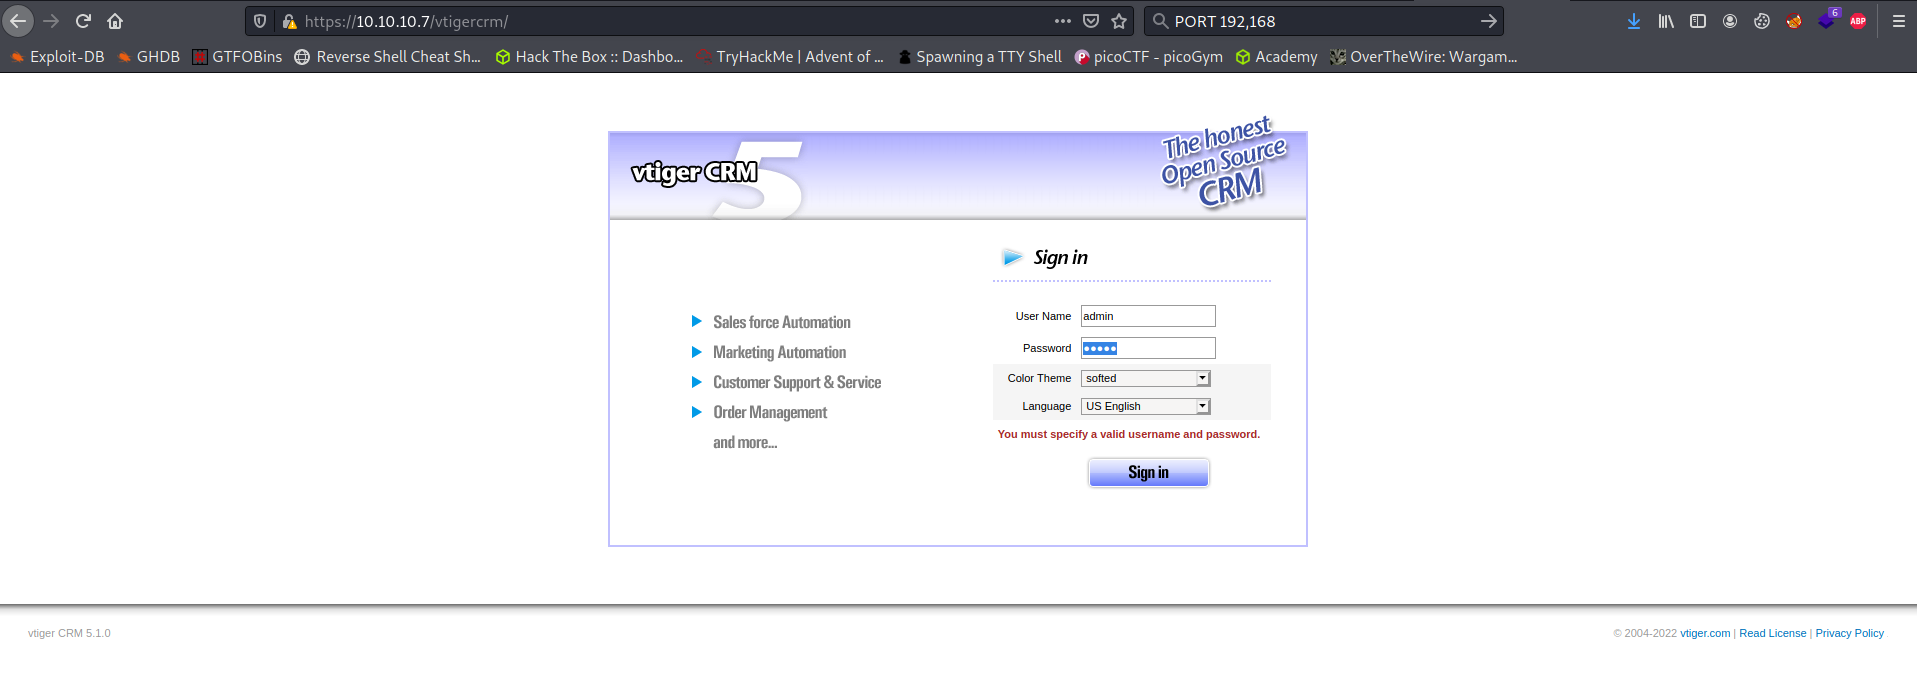 https://10.10.10.7/vtigercrm/
PORT 192,168
6
ABP
Exploit-DB
GHDB
GTFOBins
Reverse Shell Cheat Sh...
Hack The Box :: Dashbo...
TryHackMe | Advent of ...
Spawning a TTY Shell
picoCTF - picoGym
Academy
OverTheWire: Wargam...
vtiger CRM
5
The honest
Open Source
CRM
Sign in
Sales force Automation
Marketing Automation
Customer Support & Service
Order Management
and more...
User Name admin
Password
Color Theme softed
Language US English
You must specify a valid username and password.
Sign in
vtiger CRM 5.1.0
© 2004-2022 vtiger.com | Read License | Privacy Policy